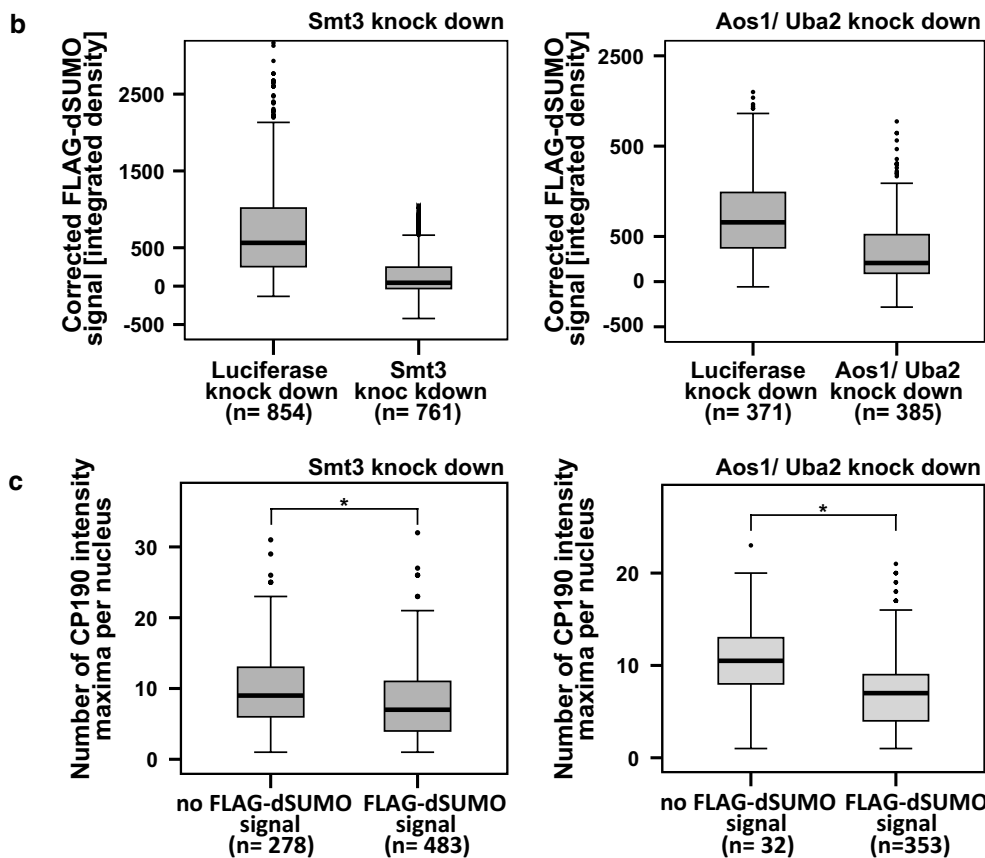 b
Smt3 knock down
Corrected FLAG-dSUMO
signal [integrated density]
2500
1500
500
0
-500
Luciferase
knock down
(n= 854)
Smt3
knoc kdown
(n= 761)
Aos1/ Uba2 knock down
Corrected FLAG-dSUMO
signal [integrated density]
2500
500
500
0
-500
Luciferase
knock down
(n= 371)
Aos1/ Uba2
knock down
(n= 385)
c
Smt3 knock down
Number of CP190 intensity
maxima per nucleus
30
20
10
0
*
no FLAG-dSUMO
signal
(n= 278)
FLAG-dSUMO
signal
(n= 483)
Aos1/ Uba2 knock down
Number of CP190 intensity
maxima per nucleus
20
10
0
*
no FLAG-dSUMO
signal
(n= 32)
FLAG-dSUMO
signal
(n=353)